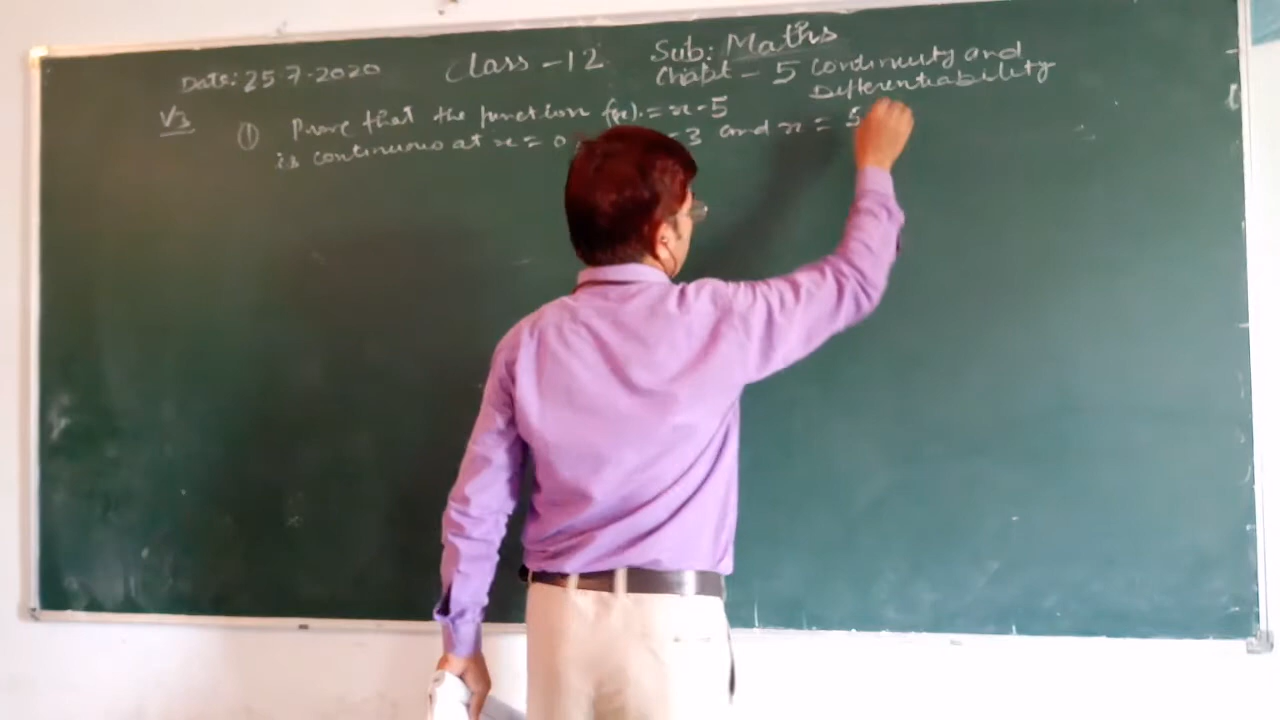 Date: 25-7-2020 Class - 12 Sub: Maths
Chapt - 5 Continuity and
Differentiability
V3 ① Prove that the function f(x) = x-5
is continuous at x = 0 -3 and x = 5